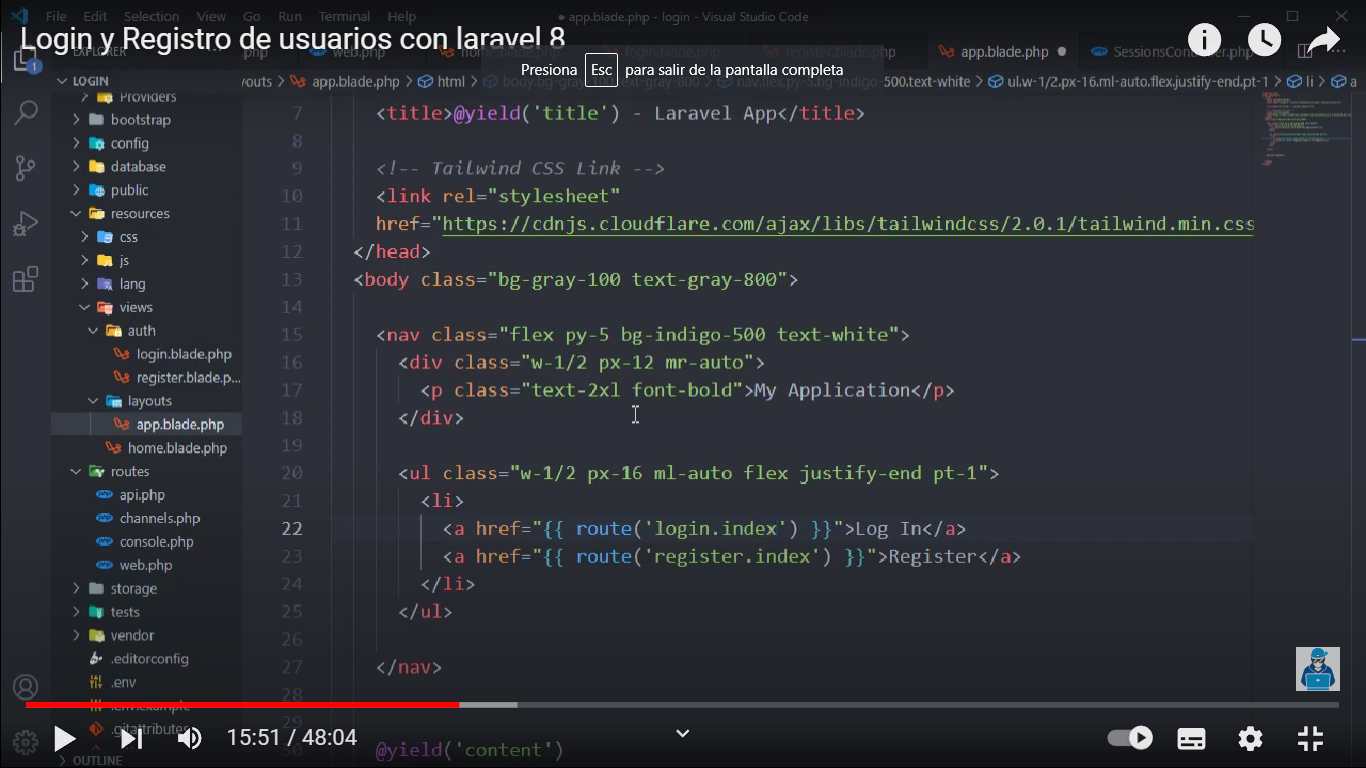 File Edit Selection View Go Run Terminal Help
● app.blade.php - login - Visual Studio Code
Login y Registro de usuarios con laravel 8
EXPLORER
app.blade.php ●
SessionsController.php
Presiona Esc para salir de la pantalla completa
1
LOGIN
youts > app.blade.php > html > body.bg-gray-100.text-gray-800 > nav.flex.py-5.bg-indigo-500.text-white > ul.w-1/2.px-16.ml-auto.flex.justify-end.pt-1 > li > a
Providers
bootstrap
config
database
public
resources
css
js
lang
views
auth
login.blade.php
register.blade.p...
layouts
app.blade.php
home.blade.php
routes
api.php
channels.php
console.php
web.php
storage
tests
vendor
.editorconfig
.env
.env.example
.gitattributes
OUTLINE
7 <title>@yield('title') - Laravel App</title>
8
9 <!-- Tailwind CSS Link -->
10 <link rel="stylesheet"
11 href="https://cdnjs.cloudflare.com/ajax/libs/tailwindcss/2.0.1/tailwind.min.css
12 </head>
13 <body class="bg-gray-100 text-gray-800">
14
15 <nav class="flex py-5 bg-indigo-500 text-white">
16 <div class="w-1/2 px-12 mr-auto">
17 <p class="text-2xl font-bold">My Application</p>
18 </div>
19
20 <ul class="w-1/2 px-16 ml-auto flex justify-end pt-1">
21 <li>
22 <a href="{{ route('login.index') }}">Log In</a>
23 <a href="{{ route('register.index') }}">Register</a>
24 </li>
25 </ul>
26
27 </nav>
28
29
30 @yield('content')
15:51 / 48:04